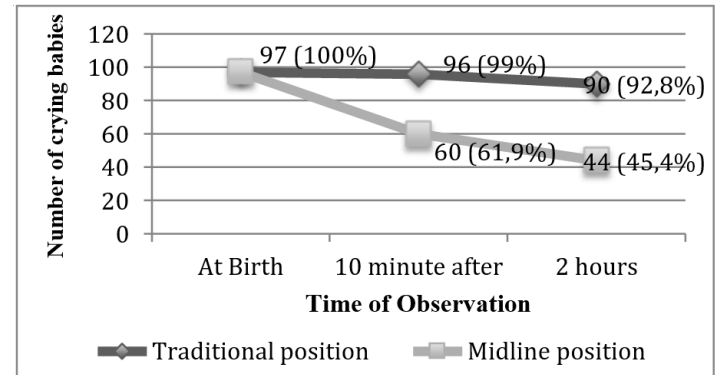 Number of crying babies
120
100
80
60
40
20
0
97 (100%)
96 (99%)
90 (92,8%)
60 (61,9%)
44 (45,4%)
At Birth
10 minute after
2 hours
Time of Observation
Traditional position
Midline position